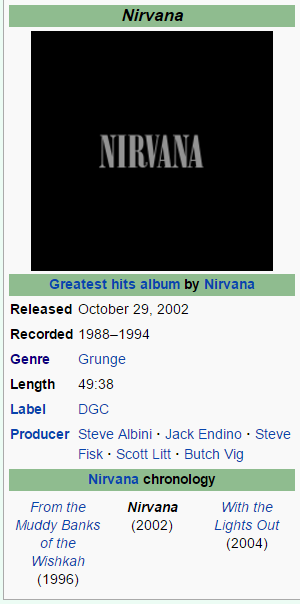 Nirvana
NIRVANA
Greatest hits album by Nirvana
Released October 29, 2002
Recorded 1988–1994
Genre Grunge
Length 49:38
Label DGC
Producer Steve Albini · Jack Endino · Steve
Fisk · Scott Litt · Butch Vig
Nirvana chronology
From the
Muddy Banks
of the
Wishkah
(1996)
Nirvana
(2002)
With the
Lights Out
(2004)